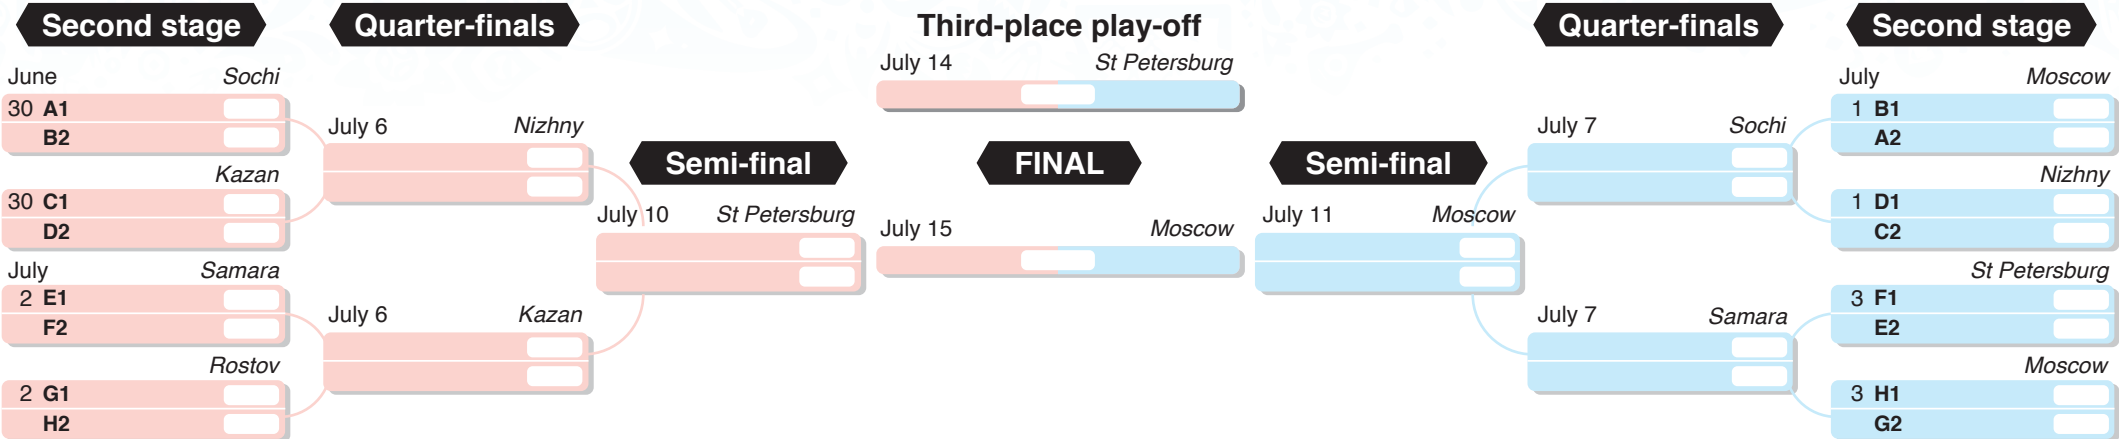 Second stage
June Sochi
30 A1
B2
Kazan
30 C1
D2
July Samara
2 E1
F2
Rostov
2 G1
H2
Quarter-finals
July 6 Nizhny
July 6 Kazan
Semi-final
July 10 St Petersburg
Third-place play-off
July 14 St Petersburg
FINAL
July 15 Moscow
Semi-final
July 11 Moscow
Quarter-finals
July 7 Sochi
July 7 Samara
Second stage
July Moscow
1 B1
A2
Nizhny
1 D1
C2
St Petersburg
3 F1
E2
Moscow
3 H1
G2